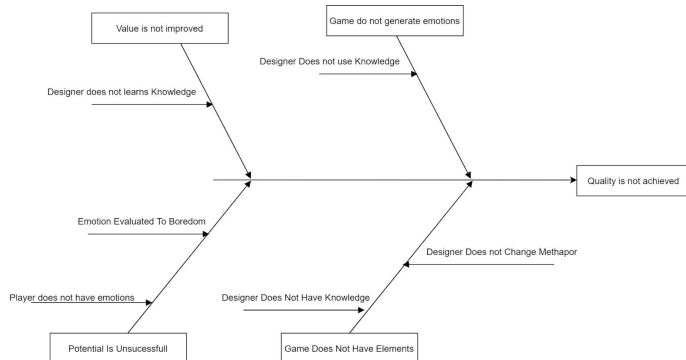 Value is not improved
Game do not generate emotions
Designer Does not use Knowledge
Designer does not learns Knowledge
Quality is not achieved
Emotion Evaluated To Boredom
Designer Does not Change Methapor
Player does not have emotions
Designer Does Not Have Knowledge
Potential Is Unsucessfull
Game Does Not Have Elements